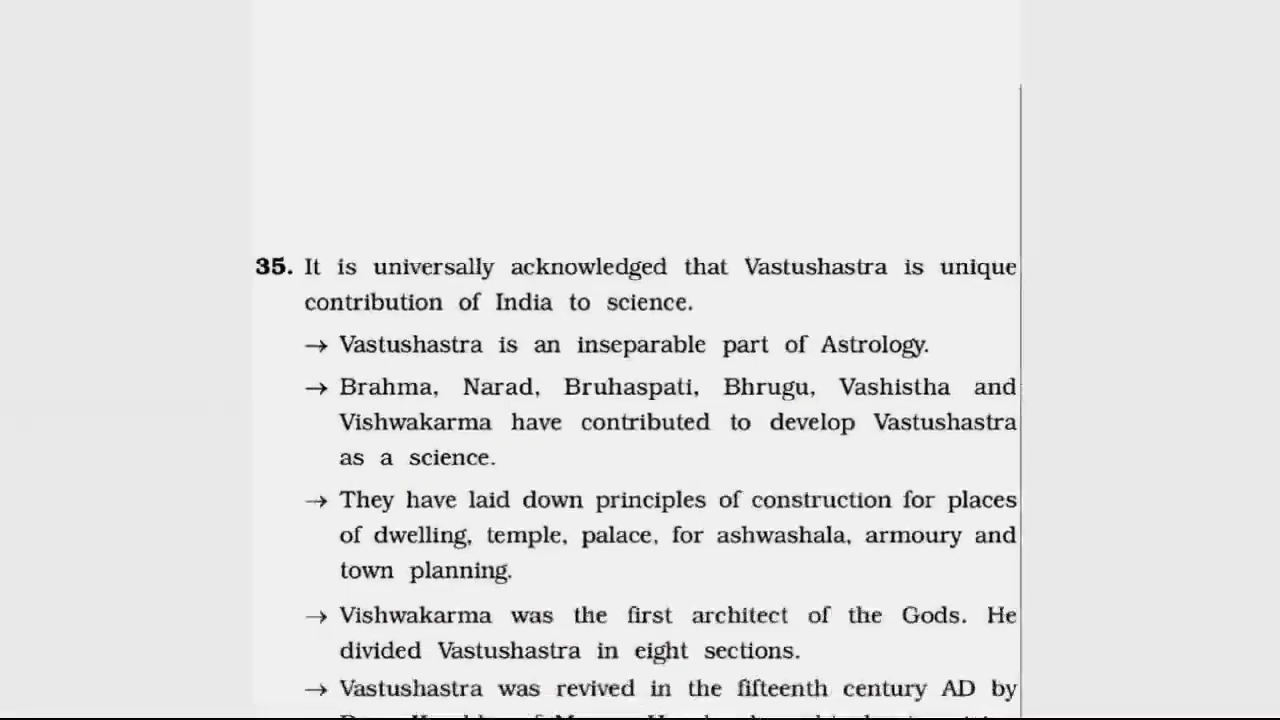 35. It is universally acknowledged that Vastushastra is unique
contribution of India to science.
→ Vastushastra is an inseparable part of Astrology.
→ Brahma, Narad, Bruhaspati, Bhrugu, Vashistha and
Vishwakarma have contributed to develop Vastushastra
as a science.
→ They have laid down principles of construction for places
of dwelling, temple, palace, for ashwashala, armoury and
town planning.
→ Vishwakarma was the first architect of the Gods. He
divided Vastushastra in eight sections.
→ Vastushastra was revived in the fifteenth century AD by